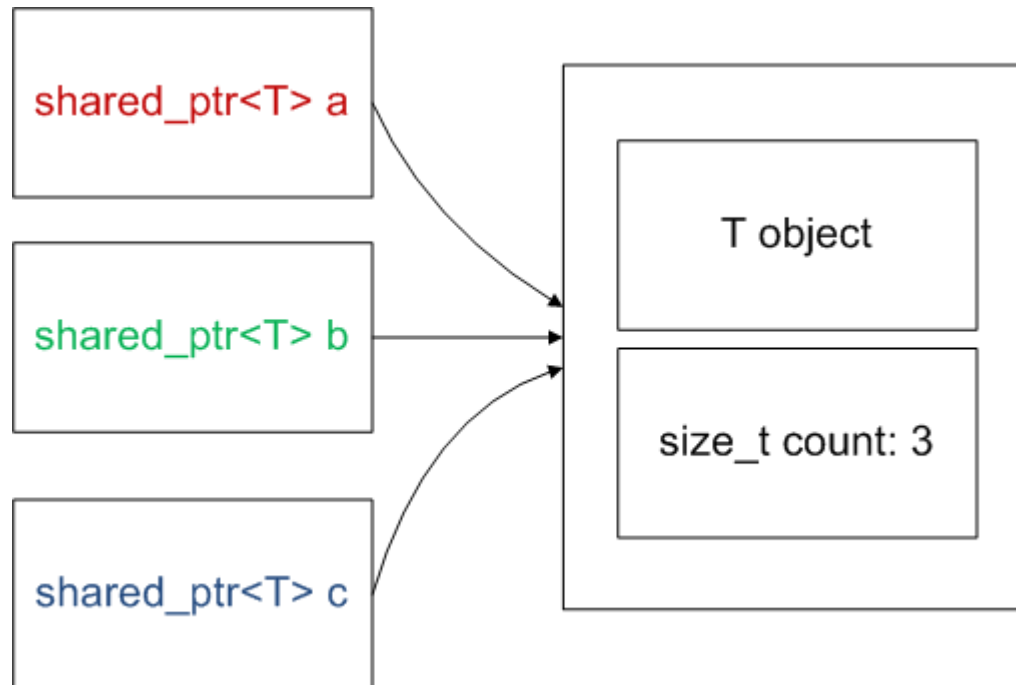 shared_ptr<T> a
T object
shared_ptr<T> b
size_t count: 3
shared_ptr<T> c